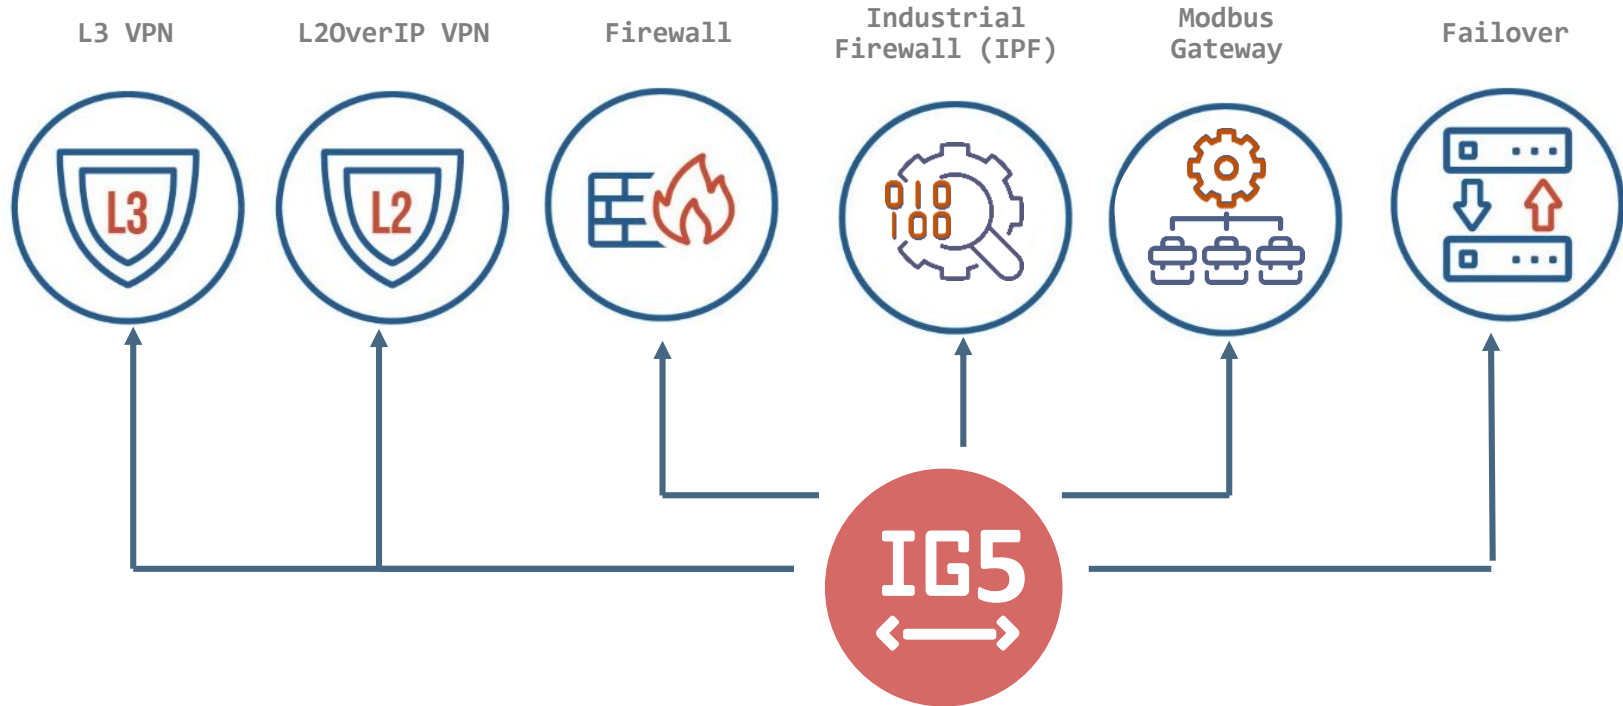 L3 VPN
L2OverIP VPN
Firewall
Industrial
Firewall (IPF)
Modbus
Gateway
Failover
L3
L2
010
100
IG5